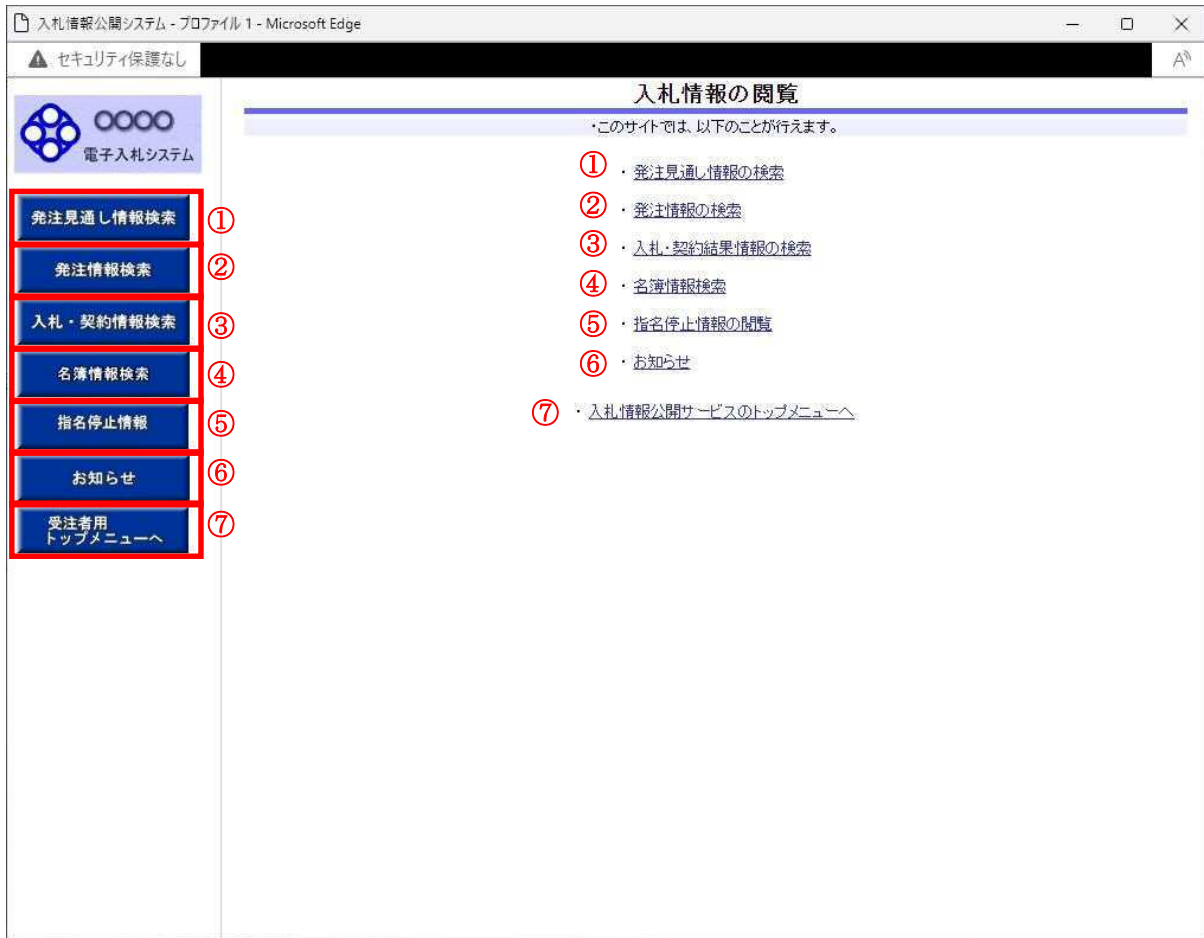 入札情報公開システム - プロファイル 1 - Microsoft Edge
セキュリティ保護なし
A
〇〇〇〇
電子入札システム
発注見通し情報検索 ①
発注情報検索 ②
入札・契約情報検索 ③
名簿情報検索 ④
指名停止情報 ⑤
お知らせ ⑥
受注者用
トップメニューへ ⑦
入札情報の閲覧
・このサイトでは、以下のことが行えます。
① ・ 発注見通し情報の検索
② ・ 発注情報の検索
③ ・ 入札・契約結果情報の検索
④ ・ 名簿情報検索
⑤ ・ 指名停止情報の閲覧
⑥ ・ お知らせ
⑦ ・ 入札情報公開サービスのトップメニューへ